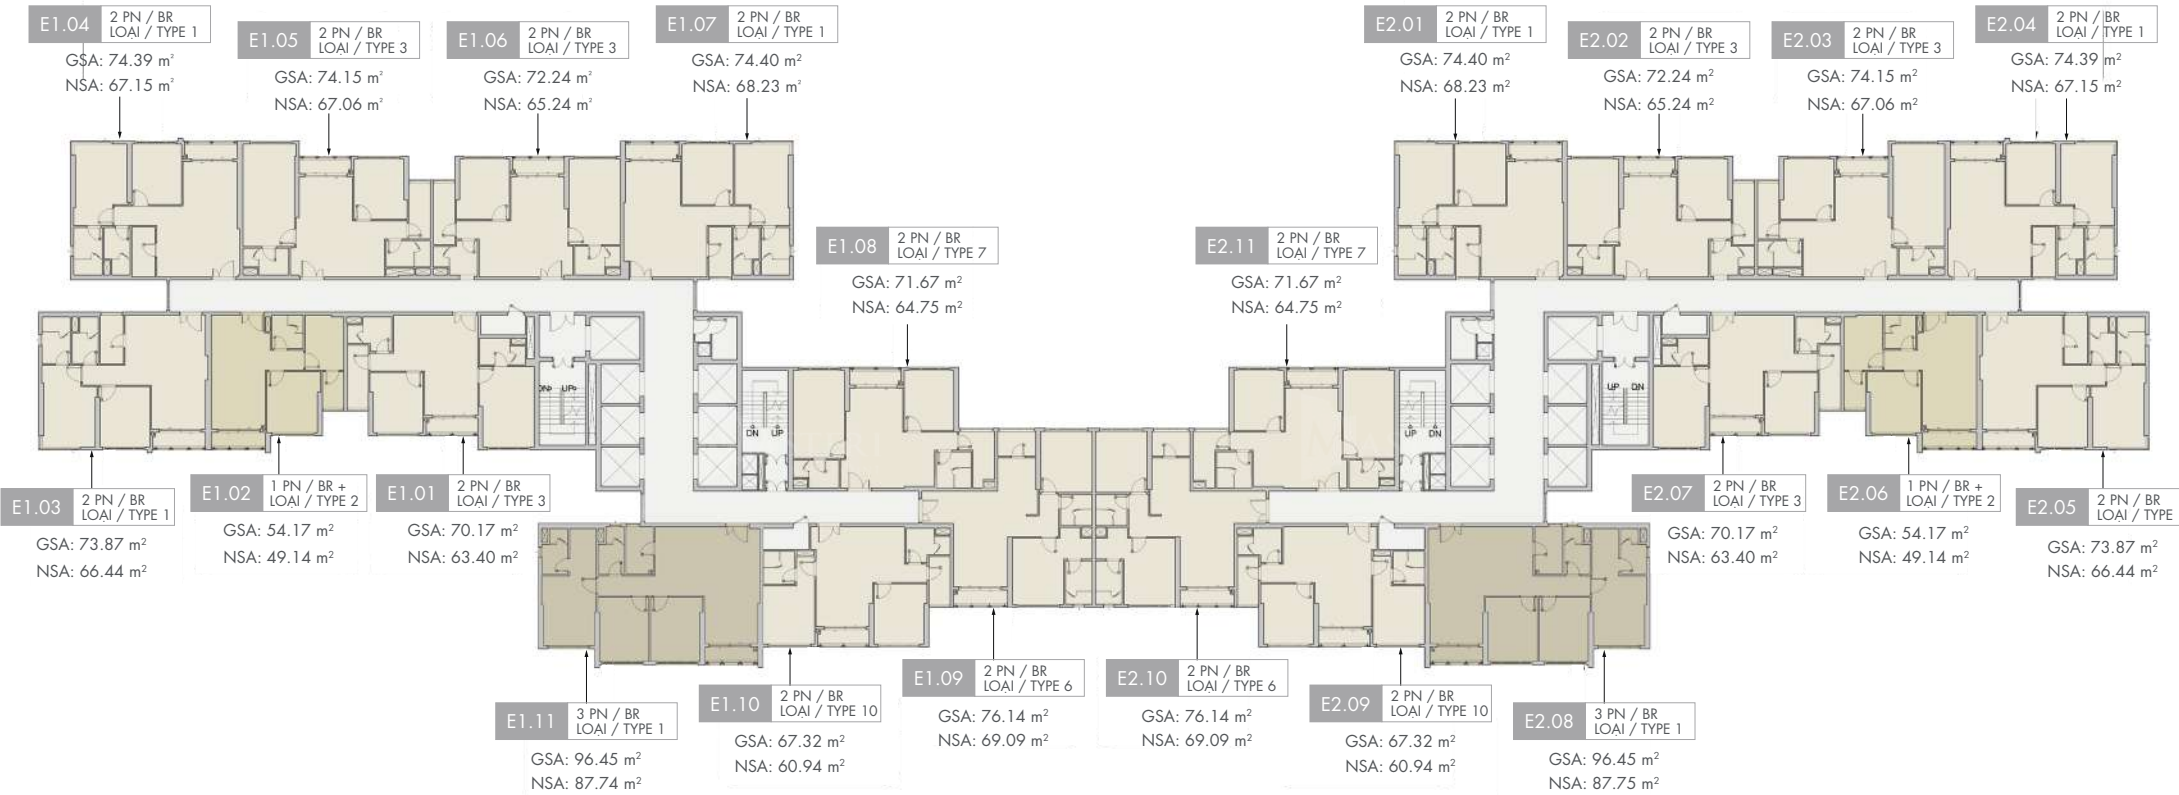 E1.04
2 PN / BR
LOẠI / TYPE 1
GSA: 74.39 m²
NSA: 67.15 m²
E1.05
2 PN / BR
LOẠI / TYPE 3
GSA: 74.15 m²
NSA: 67.06 m²
E1.06
2 PN / BR
LOẠI / TYPE 3
GSA: 72.24 m²
NSA: 65.24 m²
E1.07
2 PN / BR
LOẠI / TYPE 1
GSA: 74.40 m²
NSA: 68.23 m²
E2.01
2 PN / BR
LOẠI / TYPE 1
GSA: 74.40 m²
NSA: 68.23 m²
E2.02
2 PN / BR
LOẠI / TYPE 3
GSA: 72.24 m²
NSA: 65.24 m²
E2.03
2 PN / BR
LOẠI / TYPE 3
GSA: 74.15 m²
NSA: 67.06 m²
E2.04
2 PN / BR
LOẠI / TYPE 1
GSA: 74.39 m²
NSA: 67.15 m²
E1.08
2 PN / BR
LOẠI / TYPE 7
GSA: 71.67 m²
NSA: 64.75 m²
E2.11
2 PN / BR
LOẠI / TYPE 7
GSA: 71.67 m²
NSA: 64.75 m²
DN UP
DN UP
UP DN
UP DN
E1.03
2 PN / BR
LOẠI / TYPE 1
GSA: 73.87 m²
NSA: 66.44 m²
E1.02
1 PN / BR +
LOẠI / TYPE 2
GSA: 54.17 m²
NSA: 49.14 m²
E1.01
2 PN / BR
LOẠI / TYPE 3
GSA: 70.17 m²
NSA: 63.40 m²
E2.07
2 PN / BR
LOẠI / TYPE 3
GSA: 70.17 m²
NSA: 63.40 m²
E2.06
1 PN / BR +
LOẠI / TYPE 2
GSA: 54.17 m²
NSA: 49.14 m²
E2.05
2 PN / BR
LOẠI / TYPE
GSA: 73.87 m²
NSA: 66.44 m²
E1.11
3 PN / BR
LOẠI / TYPE 1
GSA: 96.45 m²
NSA: 87.74 m²
E1.10
2 PN / BR
LOẠI / TYPE 10
GSA: 67.32 m²
NSA: 60.94 m²
E1.09
2 PN / BR
LOẠI / TYPE 6
GSA: 76.14 m²
NSA: 69.09 m²
E2.10
2 PN / BR
LOẠI / TYPE 6
GSA: 76.14 m²
NSA: 69.09 m²
E2.09
2 PN / BR
LOẠI / TYPE 10
GSA: 67.32 m²
NSA: 60.94 m²
E2.08
3 PN / BR
LOẠI / TYPE 1
GSA: 96.45 m²
NSA: 87.75 m²